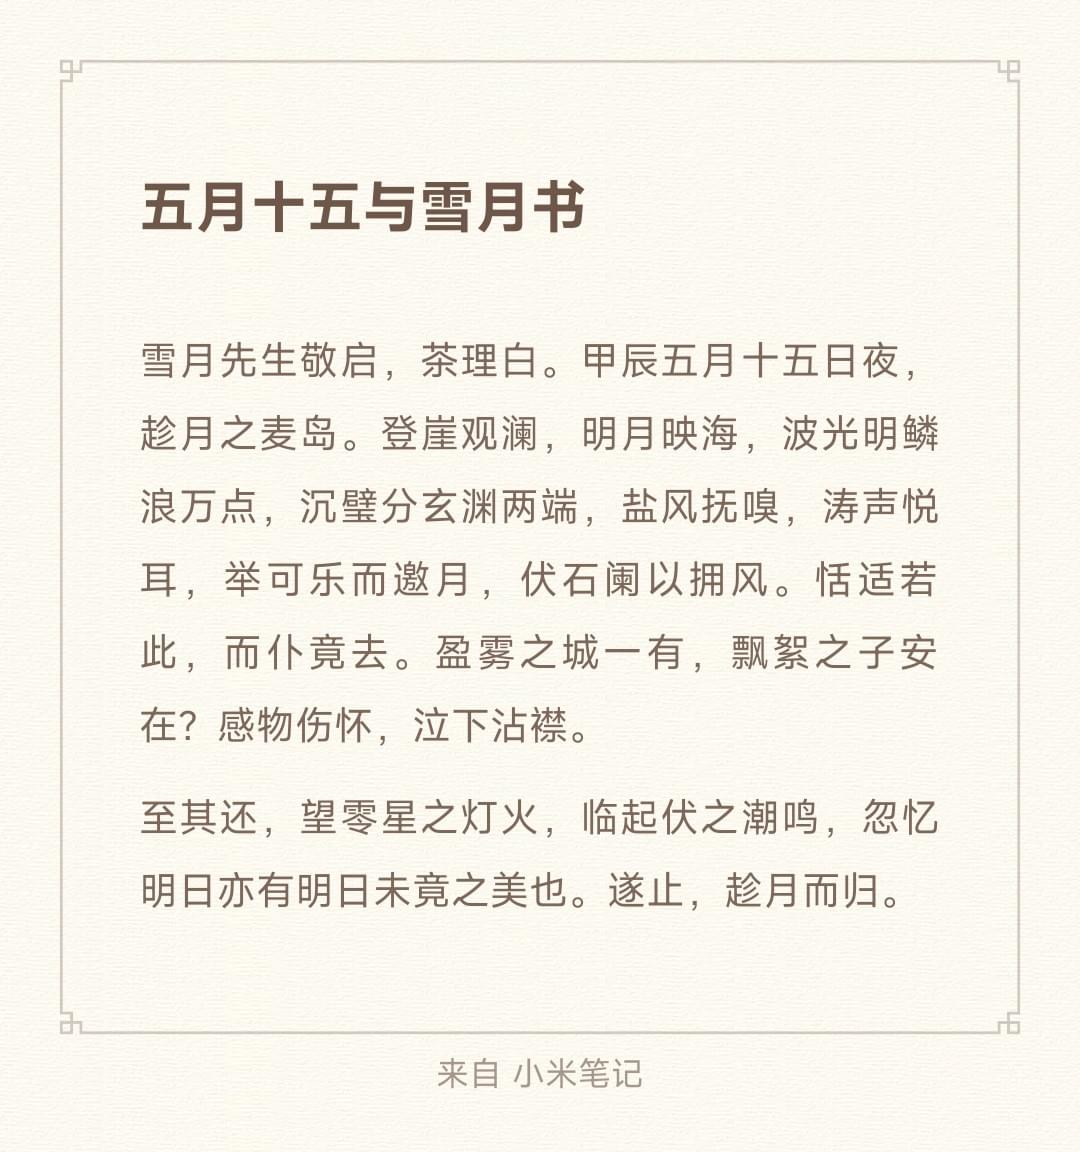 五月十五与雪月书
雪月先生敬启，茶理白。甲辰五月十五日夜，
趁月之麦岛。登崖观澜，明月映海，波光明鳞
浪万点，沉璧分玄渊两端，盐风抚嗅，涛声悦
耳，举可乐而邀月，伏石阑以拥风。恬适若
此，而仆竟去。盈雾之城一有，飘絮之子安
在？感物伤怀，泣下沾襟。
至其还，望零星之灯火，临起伏之潮鸣，忽忆
明日亦有明日未竟之美也。遂止，趁月而归。
来自 小米笔记